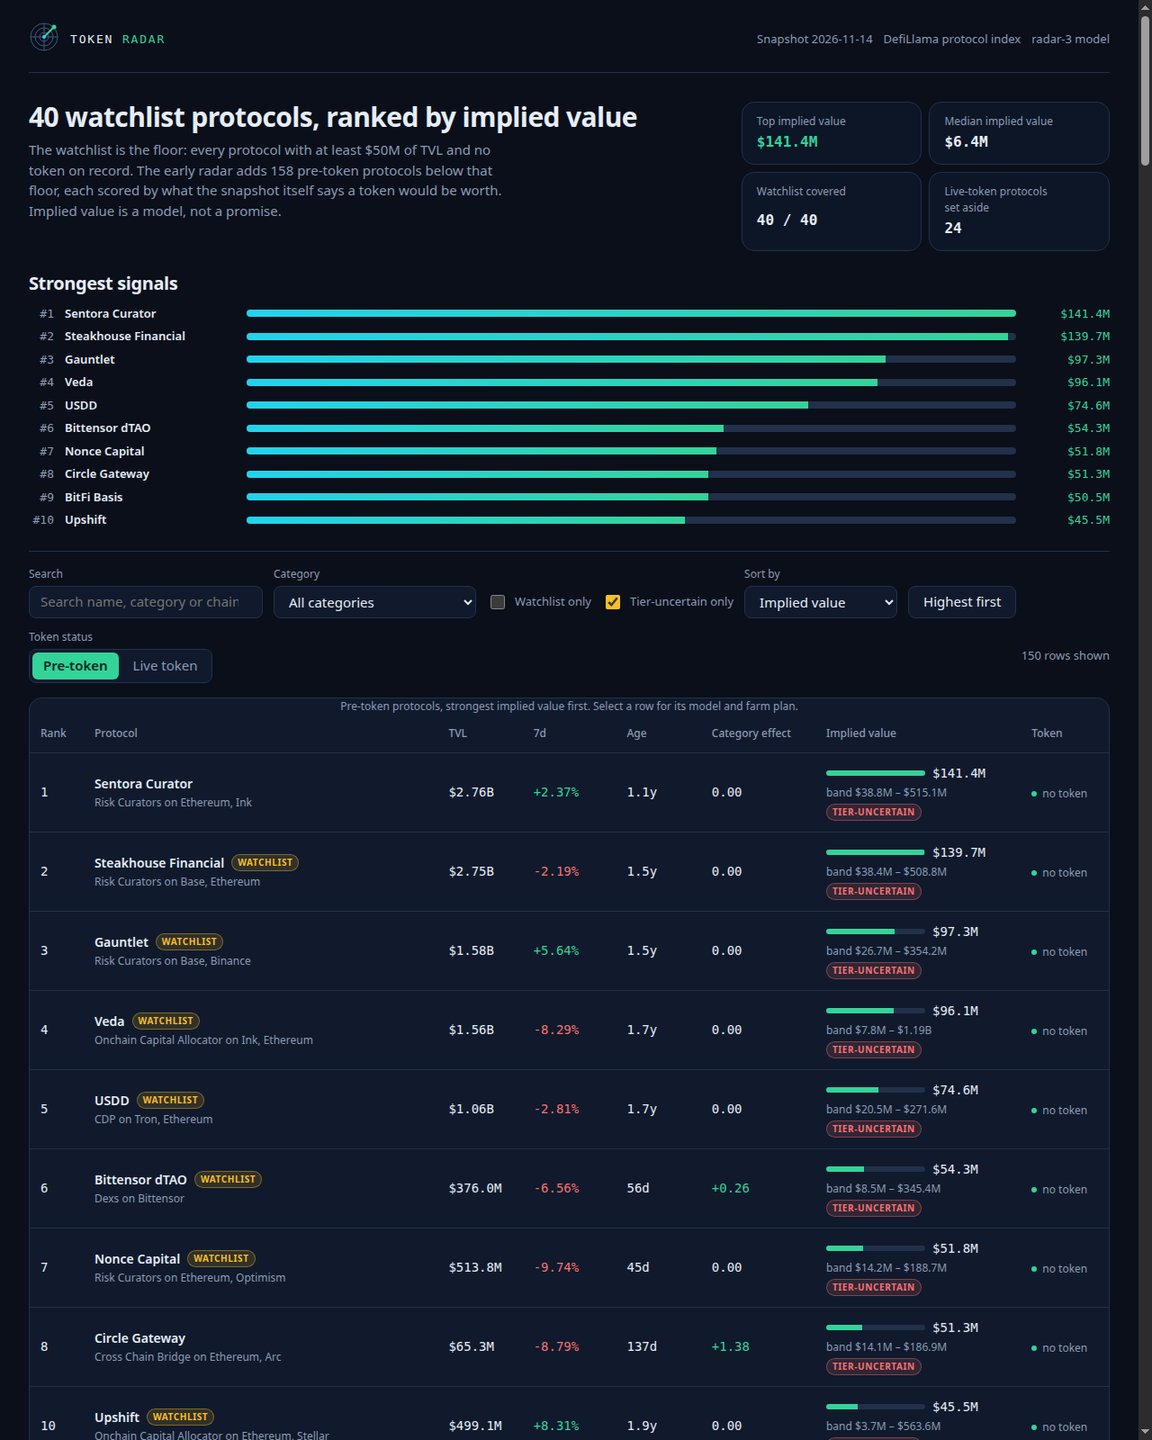 TOKEN RADAR
Snapshot 2026-11-14 DefiLlama protocol index radar-3 model
40 watchlist protocols, ranked by implied value
The watchlist is the floor: every protocol with at least $50M of TVL and no
token on record. The early radar adds 158 pre-token protocols below that
floor, each scored by what the snapshot itself says a token would be worth.
Implied value is a model, not a promise.
Top implied value
$141.4M
Median implied value
$6.4M
Watchlist covered
40 / 40
Live-token protocols
set aside
24
Strongest signals
#1 Sentora Curator $141.4M
#2 Steakhouse Financial $139.7M
#3 Gauntlet $97.3M
#4 Veda $96.1M
#5 USDD $74.6M
#6 Bittensor dTAO $54.3M
#7 Nonce Capital $51.8M
#8 Circle Gateway $51.3M
#9 BitFi Basis $50.5M
#10 Upshift $45.5M
Search
Search name, category or chain
Category
All categories
Watchlist only
Tier-uncertain only
Sort by
Implied value
Highest first
Token status
Pre-token Live token
150 rows shown
Pre-token protocols, strongest implied value first. Select a row for its model and farm plan.
Rank Protocol TVL 7d Age Category effect Implied value Token
1 Sentora Curator $2.76B +2.37% 1.1y 0.00 $141.4M no token
Risk Curators on Ethereum, Ink band $38.8M – $515.1M
TIER-UNCERTAIN
2 Steakhouse Financial WATCHLIST $2.75B -2.19% 1.5y 0.00 $139.7M no token
Risk Curators on Base, Ethereum band $38.4M – $508.8M
TIER-UNCERTAIN
3 Gauntlet WATCHLIST $1.58B +5.64% 1.5y 0.00 $97.3M no token
Risk Curators on Base, Binance band $26.7M – $354.2M
TIER-UNCERTAIN
4 Veda WATCHLIST $1.56B -8.29% 1.7y 0.00 $96.1M no token
Onchain Capital Allocator on Ink, Ethereum band $7.8M – $1.19B
TIER-UNCERTAIN
5 USDD WATCHLIST $1.06B -2.81% 1.7y 0.00 $74.6M no token
CDP on Tron, Ethereum band $20.5M – $271.6M
TIER-UNCERTAIN
6 Bittensor dTAO WATCHLIST $376.0M -6.56% 56d +0.26 $54.3M no token
Dexs on Bittensor band $8.5M – $345.4M
TIER-UNCERTAIN
7 Nonce Capital WATCHLIST $513.8M -9.74% 45d 0.00 $51.8M no token
Risk Curators on Ethereum, Optimism band $14.2M – $188.7M
TIER-UNCERTAIN
8 Circle Gateway $65.3M -8.79% 137d +1.38 $51.3M no token
Cross Chain Bridge on Ethereum, Arc band $14.1M – $186.9M
TIER-UNCERTAIN
10 Upshift WATCHLIST $499.1M +8.31% 1.9y 0.00 $45.5M no token
Onchain Capital Allocator on Ethereum, Stellar band $3.7M – $563.6M